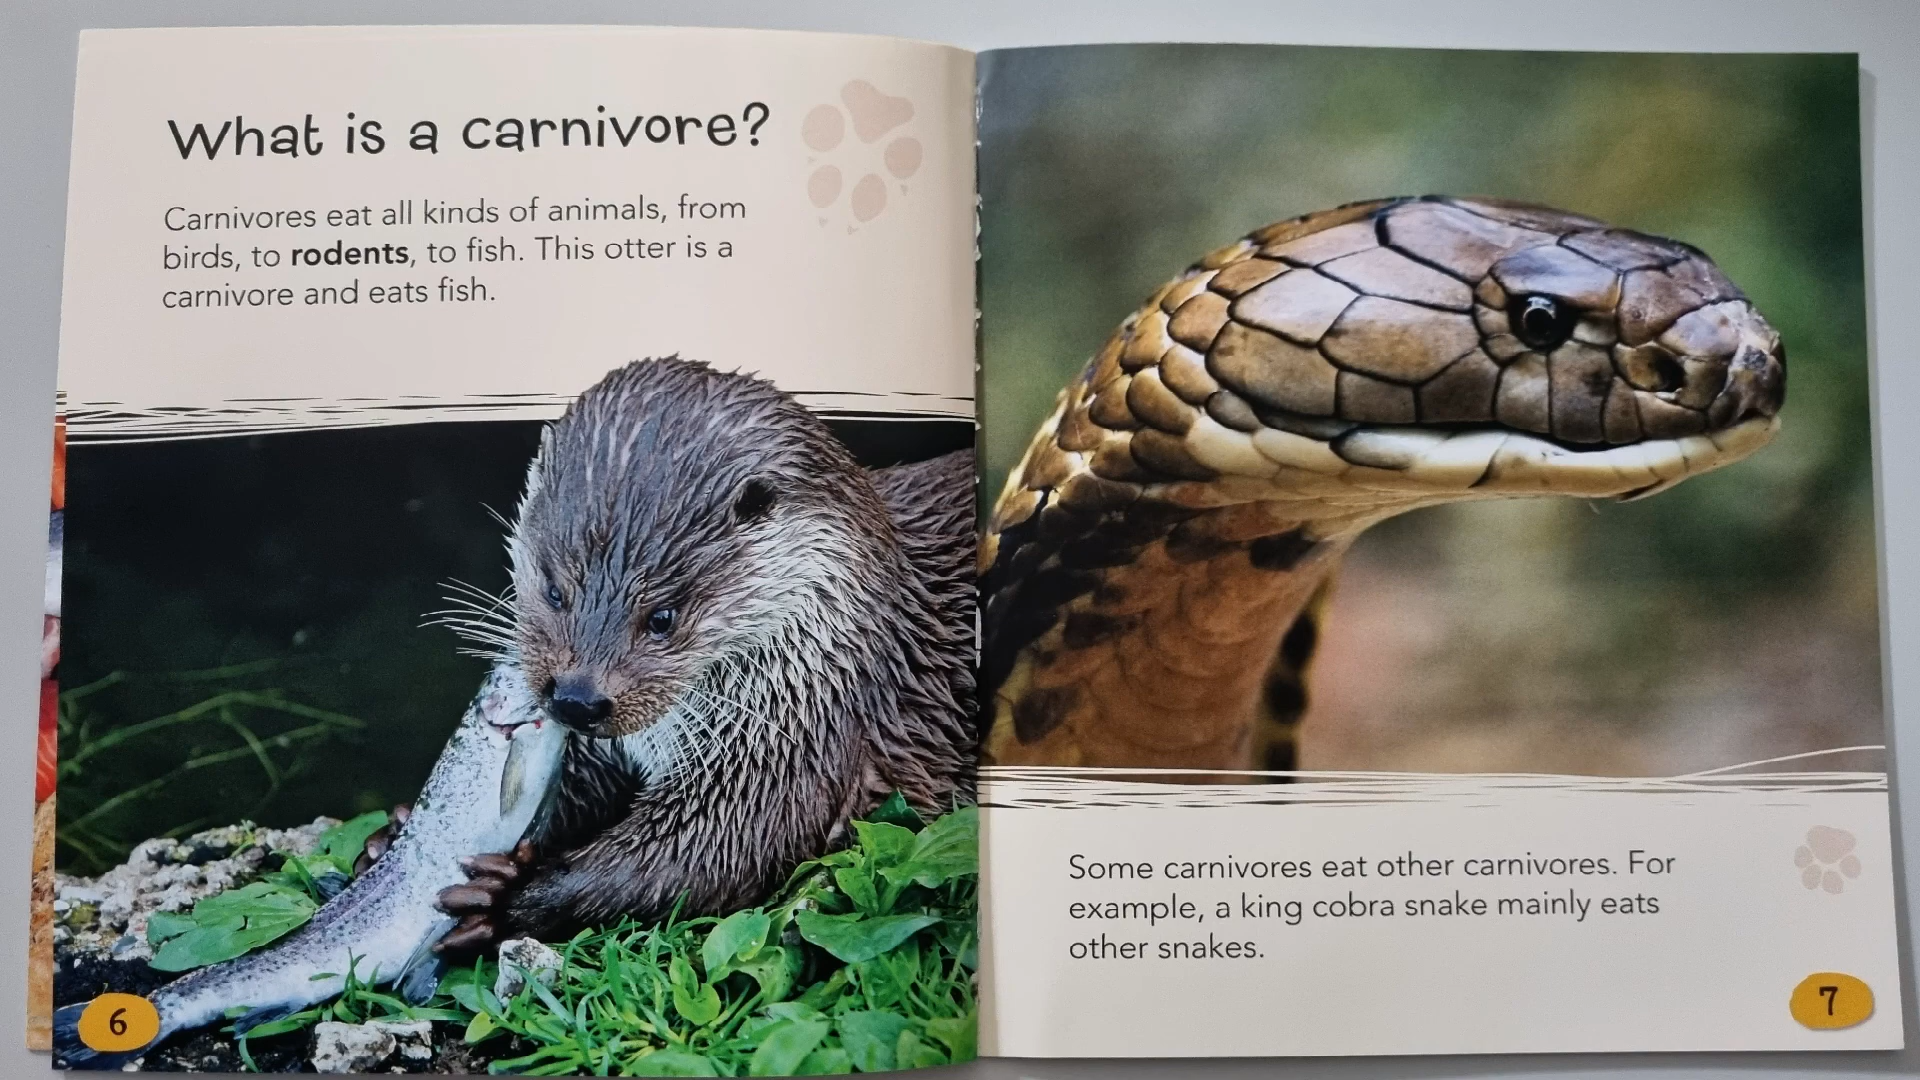 What is a carnivore?
Carnivores eat all kinds of animals, from
birds, to rodents, to fish. This otter is a
carnivore and eats fish.
6
Some carnivores eat other carnivores. For
example, a king cobra snake mainly eats
other snakes.
7